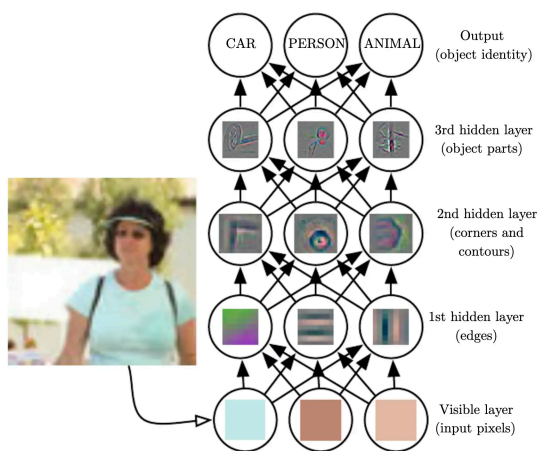 CAR PERSON ANIMAL
Output
(object identity)
3rd hidden layer
(object parts)
2nd hidden layer
(corners and
contours)
1st hidden layer
(edges)
Visible layer
(input pixels)